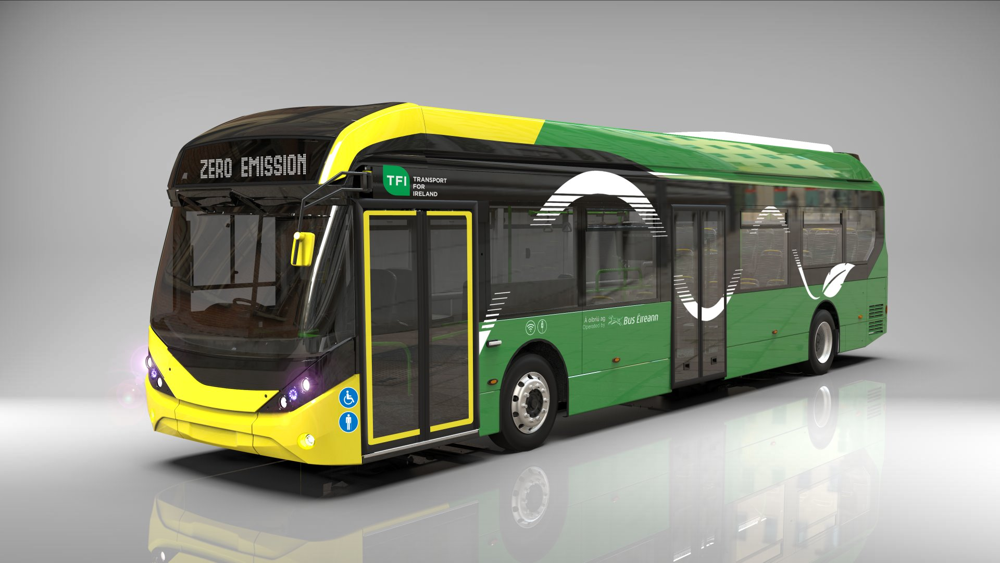 ZERO EMISSION
TFI
TRANSPORT
FOR
IRELAND
Á oibriú ag
Operated by
Bus Éireann